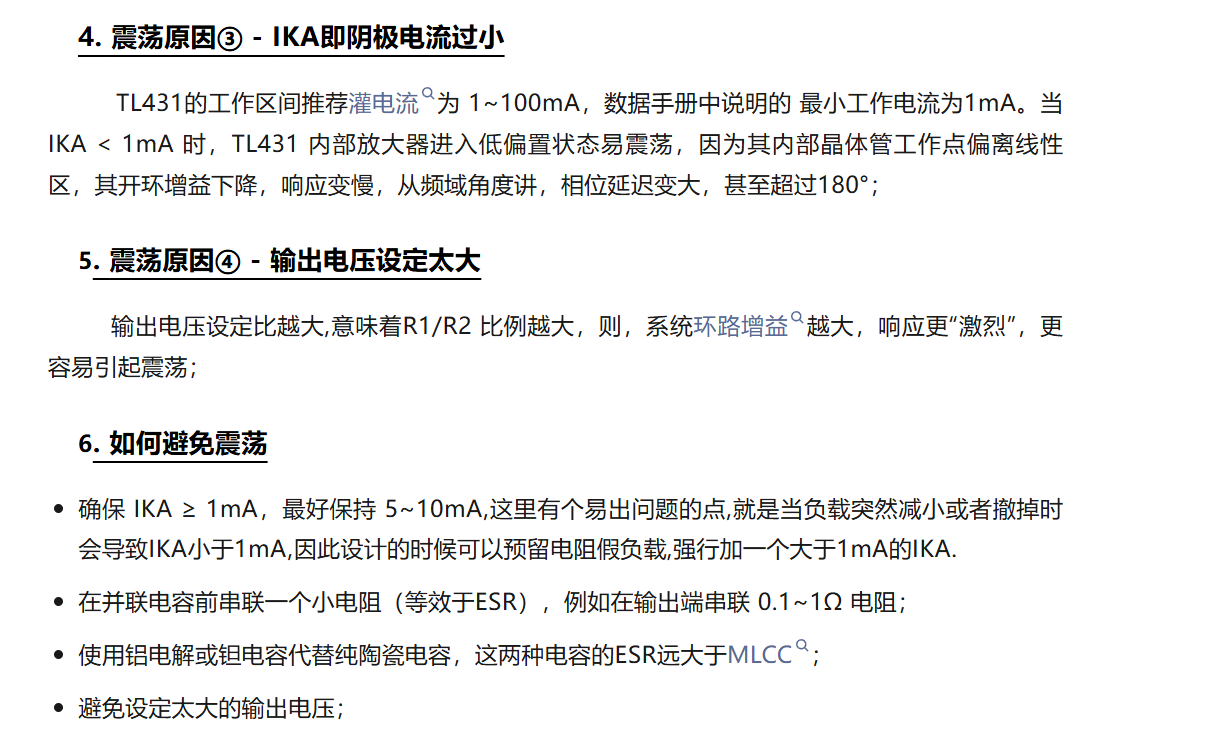 4. 震荡原因③ - IKA即阴极电流过小
TL431的工作区间推荐灌电流为 1~100mA，数据手册中说明的 最小工作电流为1mA。当
IKA < 1mA 时，TL431 内部放大器进入低偏置状态易震荡，因为其内部晶体管工作点偏离线性
区，其开环增益下降，响应变慢，从频域角度讲，相位延迟变大，甚至超过180°；
5. 震荡原因④ - 输出电压设定太大
输出电压设定比越大,意味着R1/R2 比例越大，则，系统环路增益越大，响应更“激烈”，更
容易引起震荡；
6. 如何避免震荡
• 确保 IKA ≥ 1mA，最好保持 5~10mA,这里有个易出问题的点,就是当负载突然减小或者撤掉时
会导致IKA小于1mA,因此设计的时候可以预留电阻假负载,强行加一个大于1mA的IKA.
• 在并联电容前串联一个小电阻（等效于ESR），例如在输出端串联 0.1~1Ω 电阻；
• 使用铝电解或钽电容代替纯陶瓷电容，这两种电容的ESR远大于MLCC；
• 避免设定太大的输出电压；